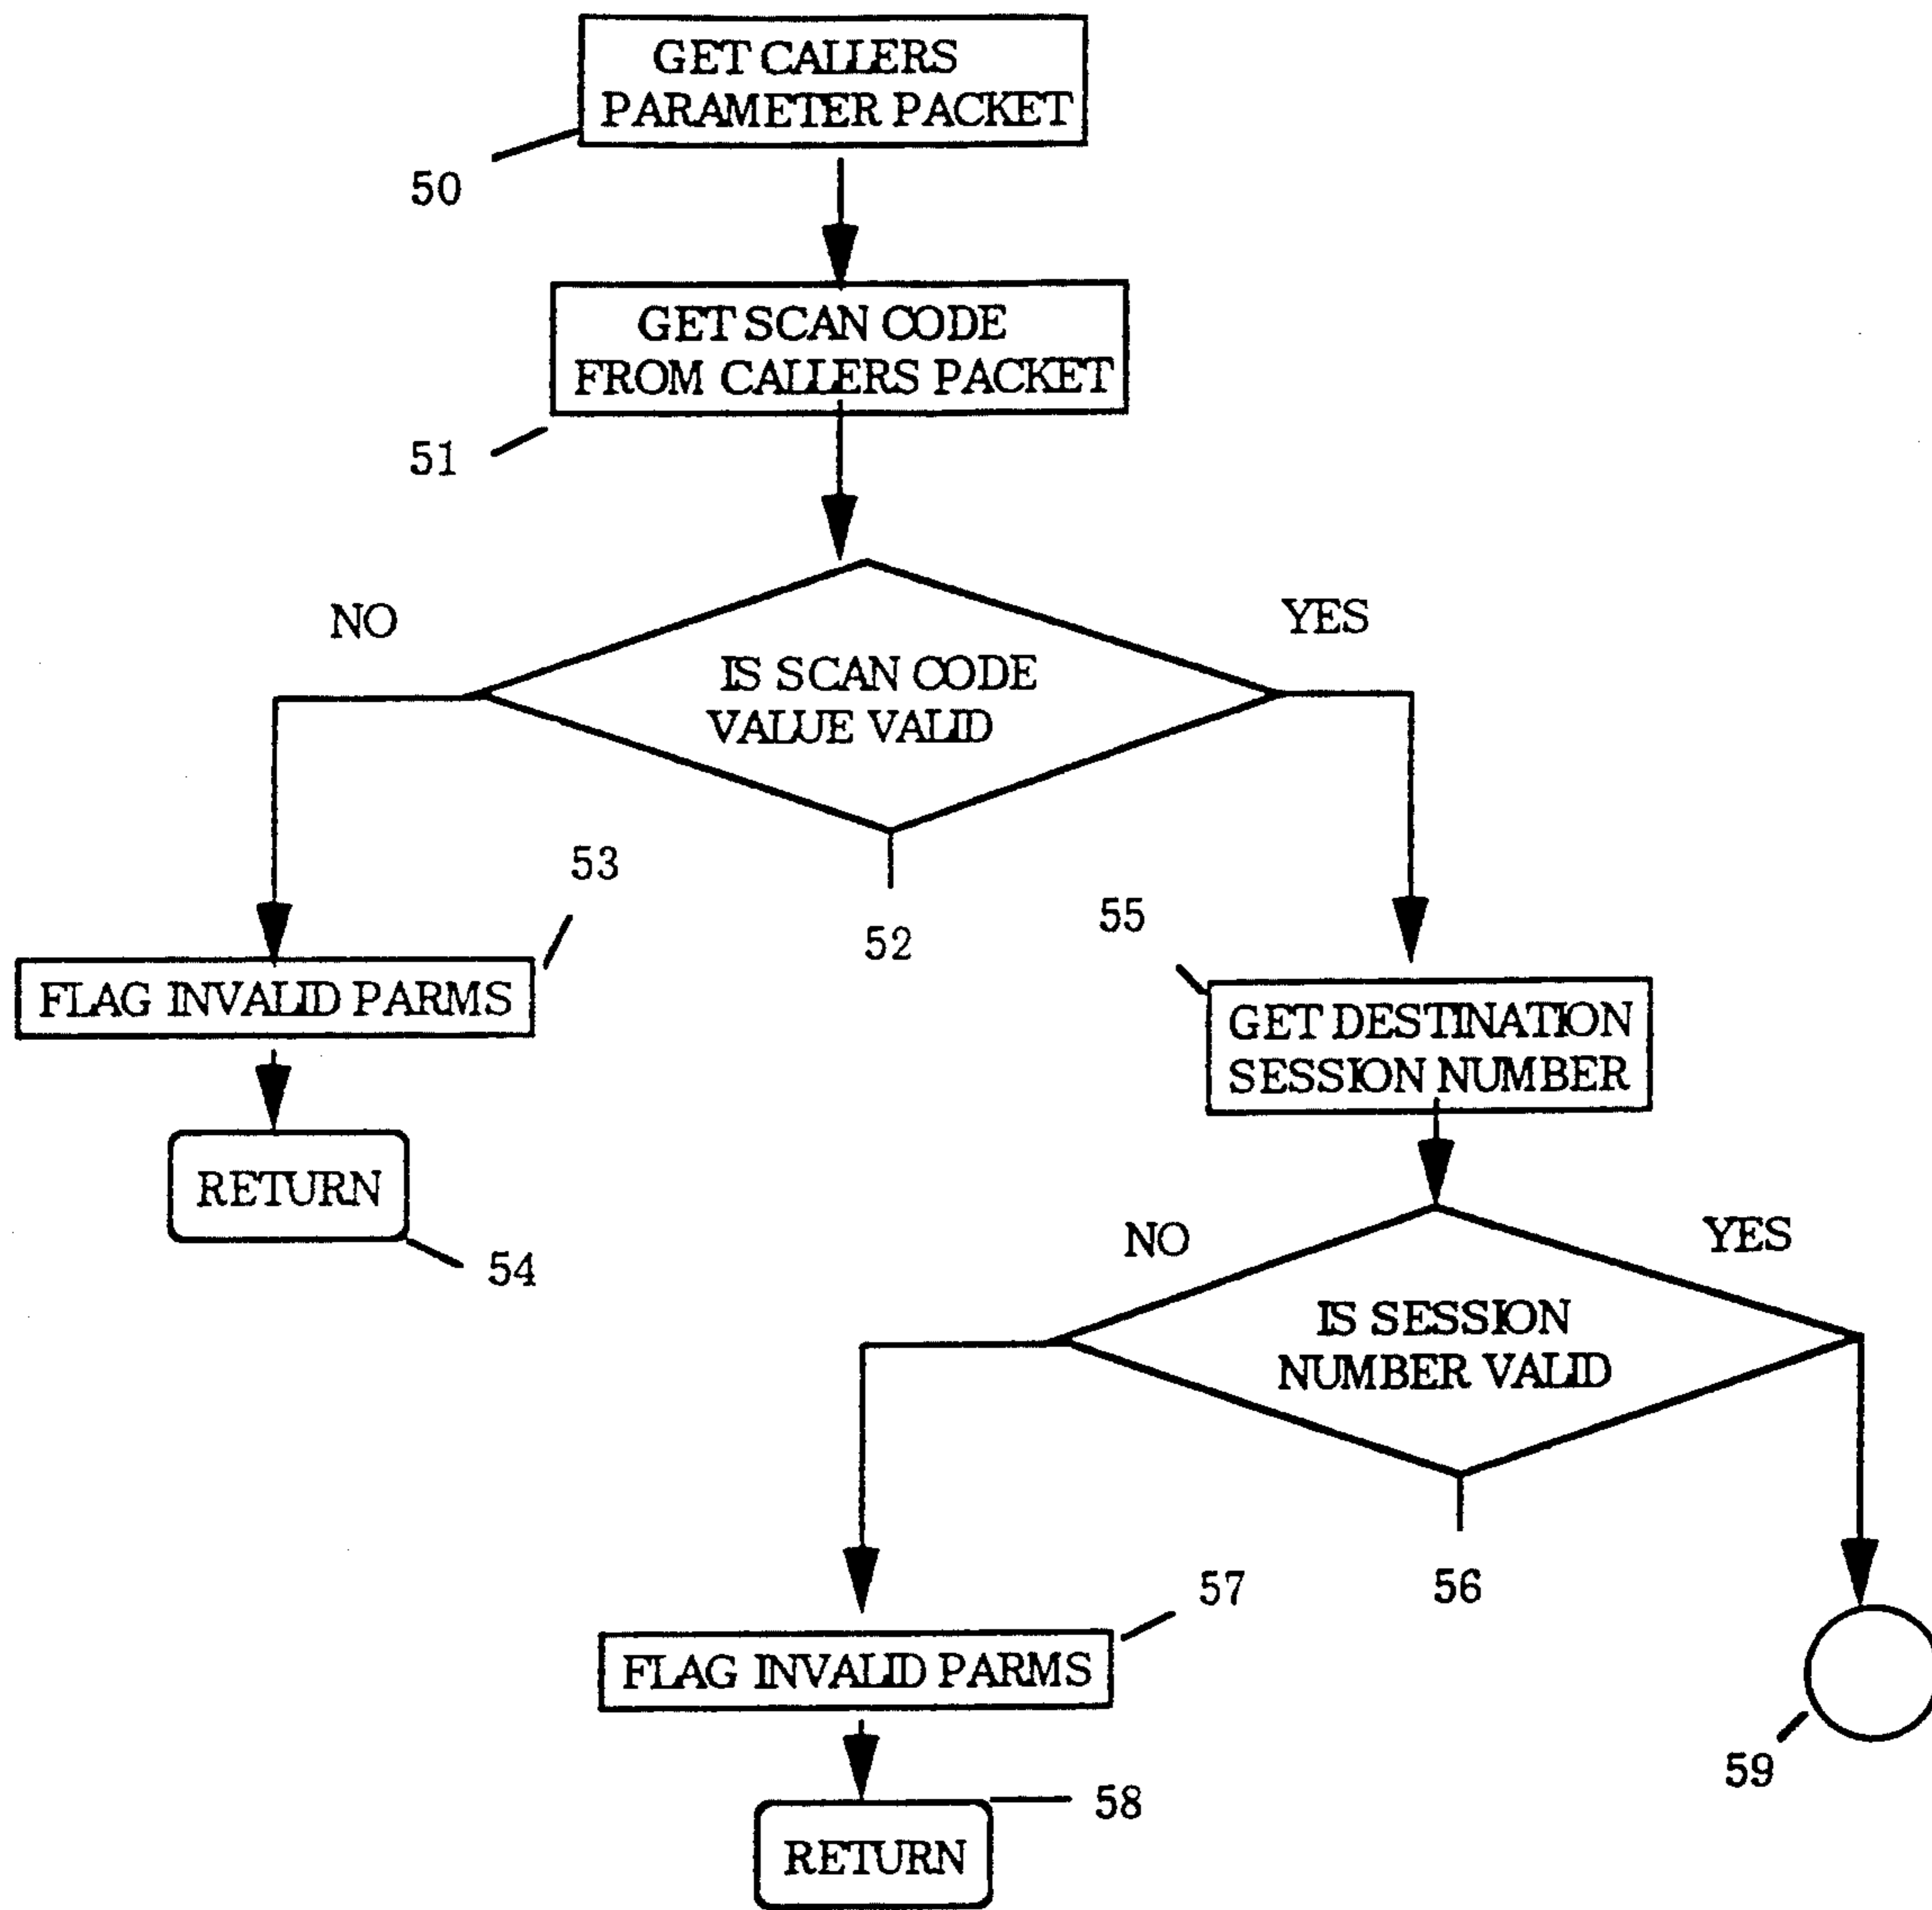 GET CALLERS
PARAMETER PACKET
50
GET SCAN CODE
FROM CALLERS PACKET
51
NO
YES
IS SCAN CODE
VALUE VALID
53
52
55
FLAG INVALID PARMS
GET DESTINATION
SESSION NUMBER
RETURN
54
NO
YES
IS SESSION
NUMBER VALID
57
56
FLAG INVALID PARMS
59
58
RETURN